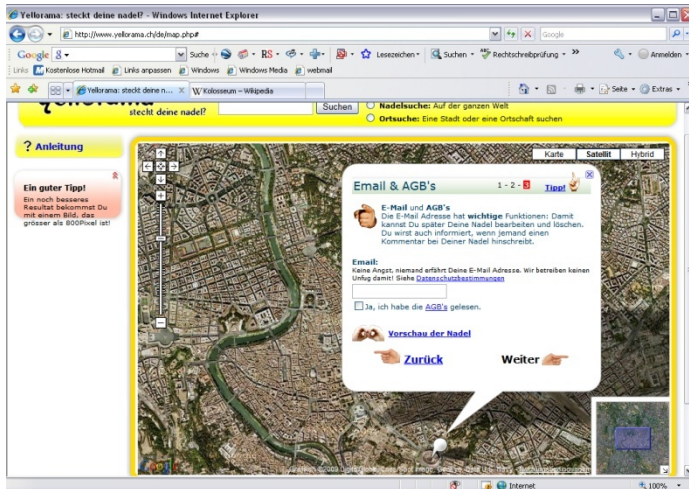 Yellorama: steckt deine nadel? - Windows Internet Explorer
http://www.yellorama.ch/de/map.php#
Google
Google
Suche
RS
Lesezeichen
Suchen
Rechtschreibprüfung
»
Anmelden
Links
Kostenlose Hotmail
Links anpassen
Windows
Windows Media
webmail
Yellorama: steckt deine n...
Kolosseum – Wikipedia
Seite
Extras
»
Yellorama
steckt deine nadel?
Suchen
Nadelsuche: Auf der ganzen Welt
Ortsuche: Eine Stadt oder eine Ortschaft suchen
? Anleitung
Ein guter Tipp!
Ein noch besseres
Resultat bekommst Du
mit einem Bild, das
grösser als 800Pixel ist!
Karte
Satellit
Hybrid
Email & AGB's
1 - 2 - 3
Tipp!
E-Mail und AGB's
Die E-Mail Adresse hat wichtige Funktionen: Damit
kannst Du später Deine Nadel bearbeiten und löschen.
Du wirst auch informiert, wenn jemand einen
Kommentar bei Deiner Nadel hinschreibt.
Email:
Keine Angst, niemand erfährt Deine E-Mail Adresse. Wir betreiben keinen
Unfug damit! Siehe Datenschutzbestimmungen
Ja, ich habe die AGB's gelesen.
Vorschau der Nadel
Zurück
Weiter
Internet
100%